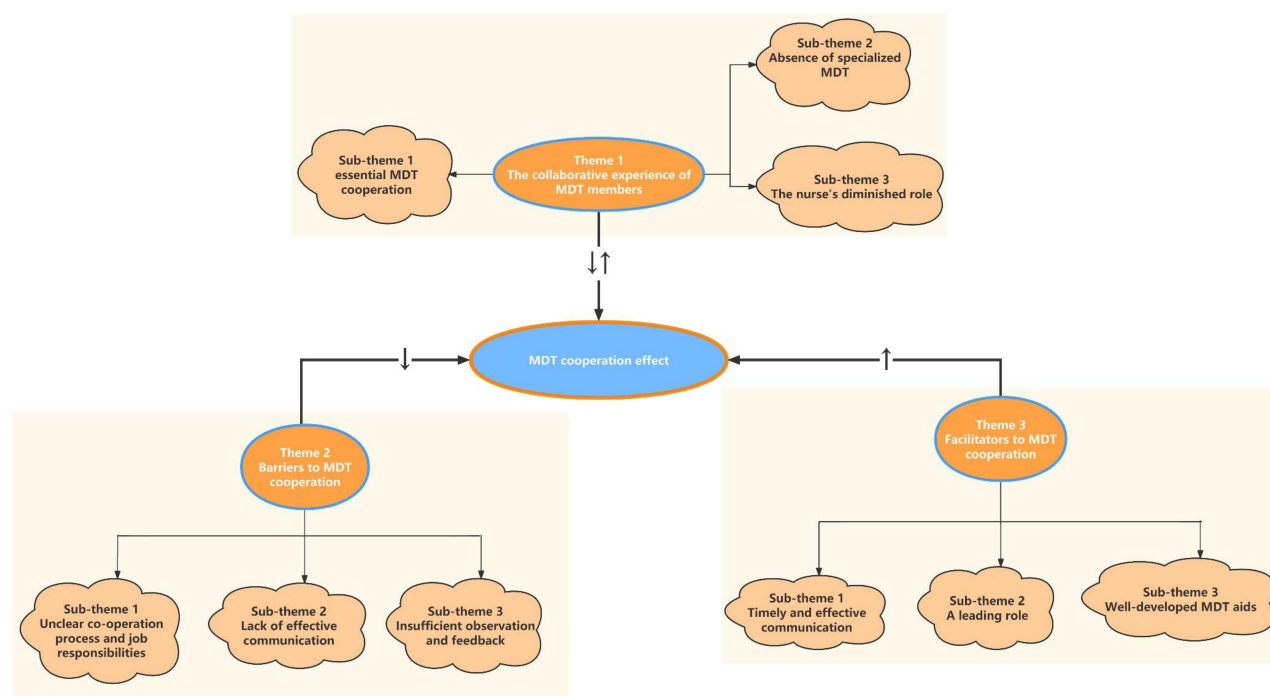 Sub-theme 2
Absence of specialized
MDT
Sub-theme 1
essential MDT
cooperation
Theme 1
The collaborative experience of
MDT members
Sub-theme 3
The nurse's diminished role
↓↑
MDT cooperation effect
↓
↑
Theme 2
Barriers to MDT
cooperation
Theme 3
Facilitators to MDT
cooperation
Sub-theme 1
Unclear co-operation
process and job
responsibilities
Sub-theme 2
Lack of effective
communication
Sub-theme 3
Insufficient observation
and feedback
Sub-theme 1
Timely and effective
communication
Sub-theme 2
A leading role
Sub-theme 3
Well-developed MDT aids